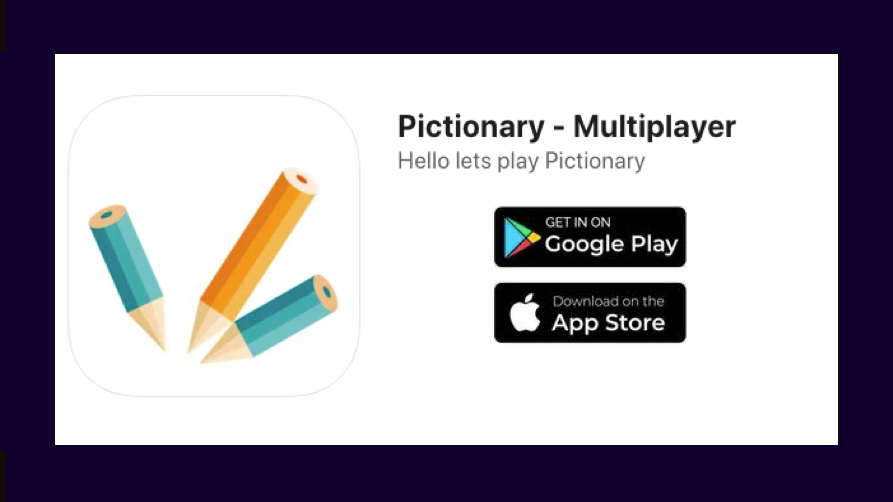 Pictionary - Multiplayer
Hello lets play Pictionary
GET IN ON
Google Play
Download on the
App Store